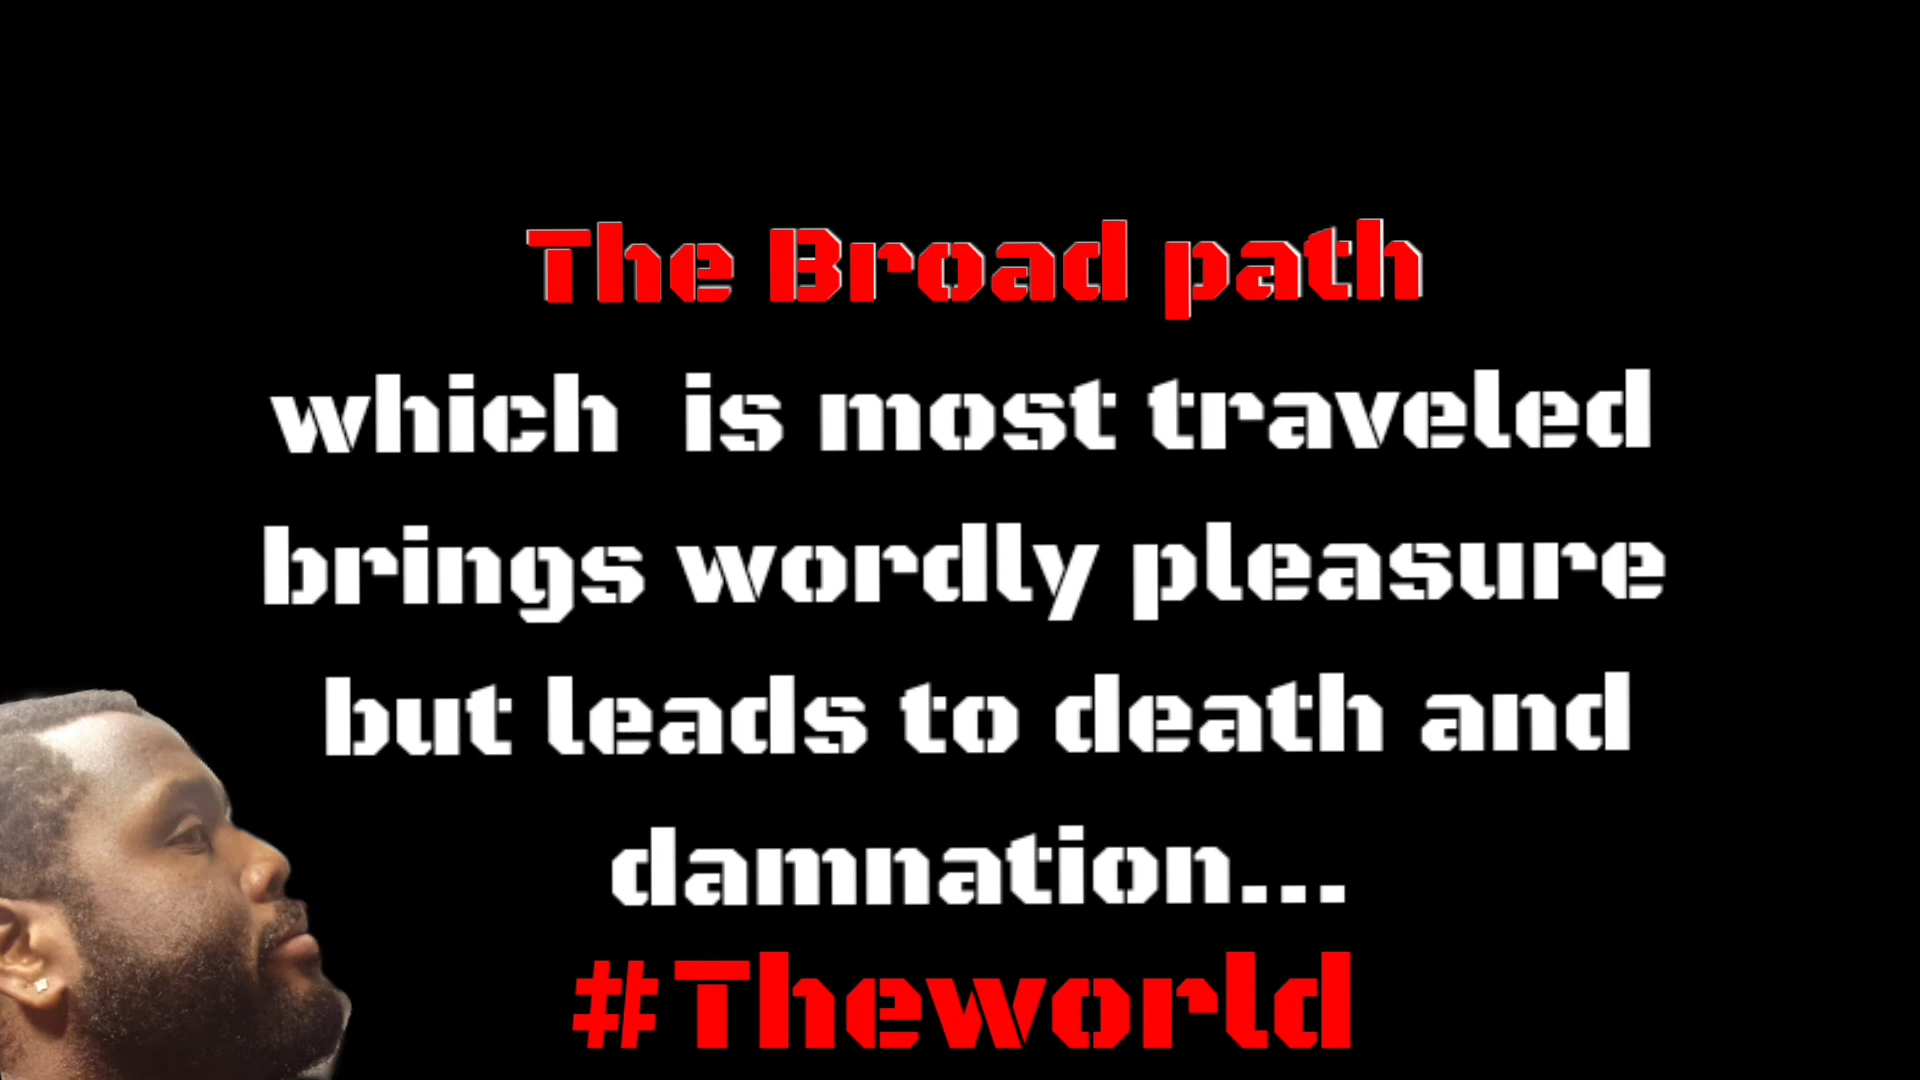 The Broad path
which is most traveled
brings wordly pleasure
but leads to death and
damnation...
#Theworld